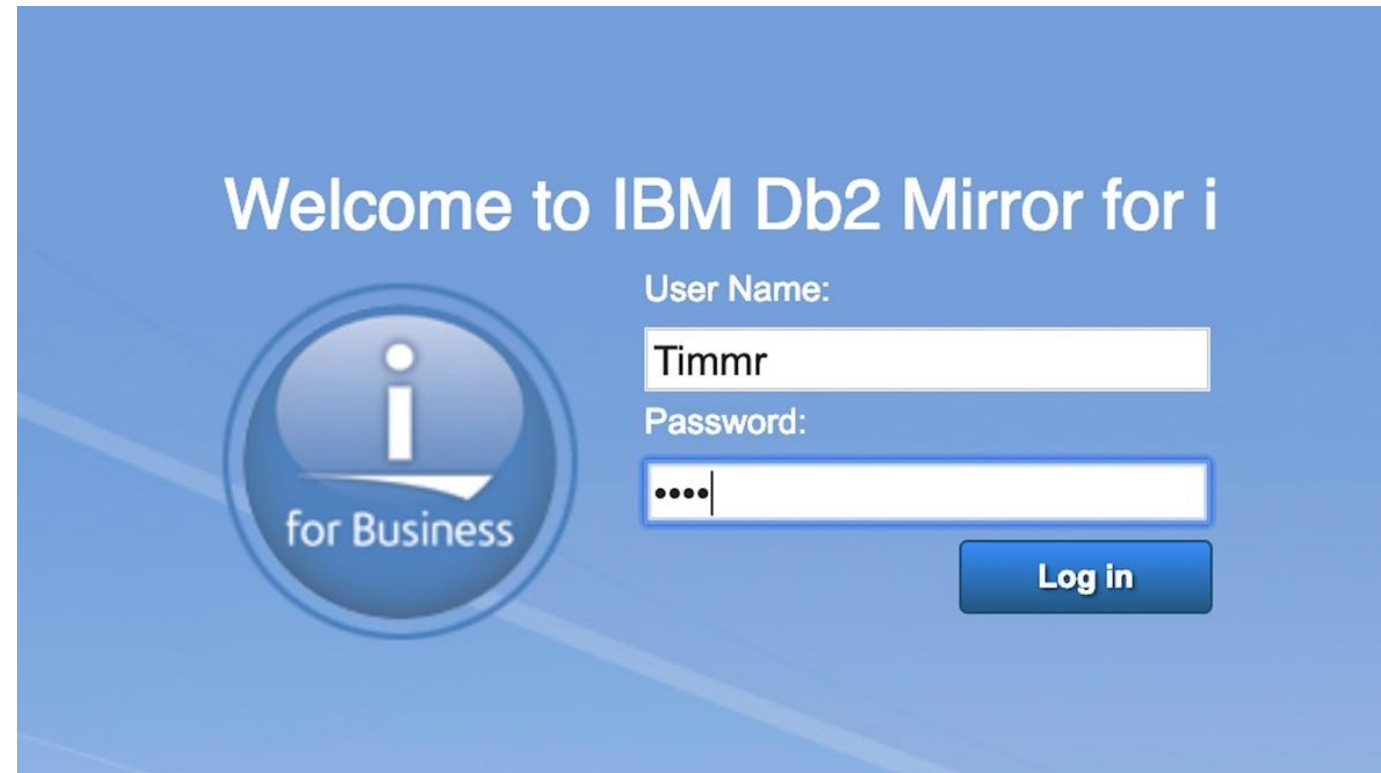 Welcome to IBM Db2 Mirror for i
User Name:
Timmr
Password:
••••
i
for Business
Log in